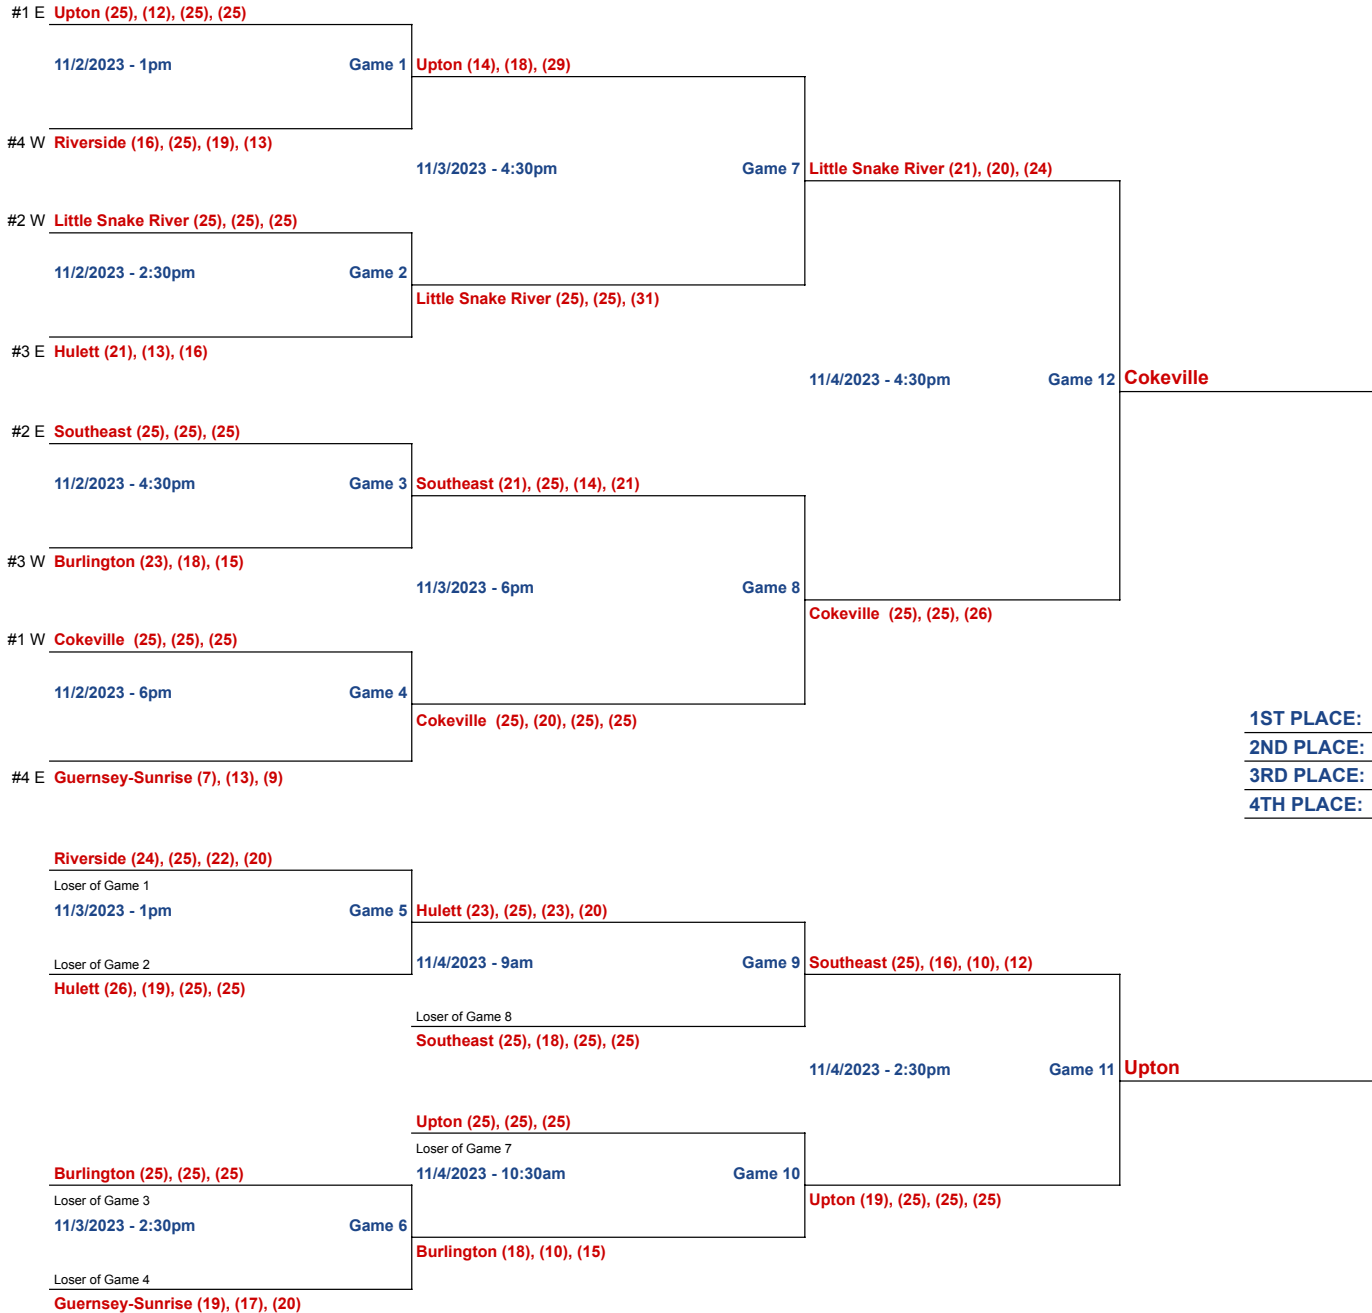 #1 E Upton (25), (12), (25), (25)
11/2/2023 - 1pm Game 1 Upton (14), (18), (29)
#4 W Riverside (16), (25), (19), (13)
11/3/2023 - 4:30pm Game 7 Little Snake River (21), (20), (24)
#2 W Little Snake River (25), (25), (25)
11/2/2023 - 2:30pm Game 2
Little Snake River (25), (25), (31)
#3 E Hulett (21), (13), (16)
11/4/2023 - 4:30pm Game 12 Cokeville
#2 E Southeast (25), (25), (25)
11/2/2023 - 4:30pm Game 3 Southeast (21), (25), (14), (21)
#3 W Burlington (23), (18), (15)
11/3/2023 - 6pm Game 8
Cokeville (25), (25), (26)
#1 W Cokeville (25), (25), (25)
11/2/2023 - 6pm Game 4
Cokeville (25), (20), (25), (25)
1ST PLACE:
2ND PLACE:
#4 E Guernsey-Sunrise (7), (13), (9)
3RD PLACE:
4TH PLACE:
Riverside (24), (25), (22), (20)
Loser of Game 1
11/3/2023 - 1pm Game 5 Hulett (23), (25), (23), (20)
Loser of Game 2
11/4/2023 - 9am Game 9 Southeast (25), (16), (10), (12)
Hulett (26), (19), (25), (25)
Loser of Game 8
Southeast (25), (18), (25), (25)
11/4/2023 - 2:30pm Game 11 Upton
Upton (25), (25), (25)
Loser of Game 7
Burlington (25), (25), (25)
11/4/2023 - 10:30am Game 10
Loser of Game 3
Upton (19), (25), (25), (25)
11/3/2023 - 2:30pm Game 6
Burlington (18), (10), (15)
Loser of Game 4
Guernsey-Sunrise (19), (17), (20)